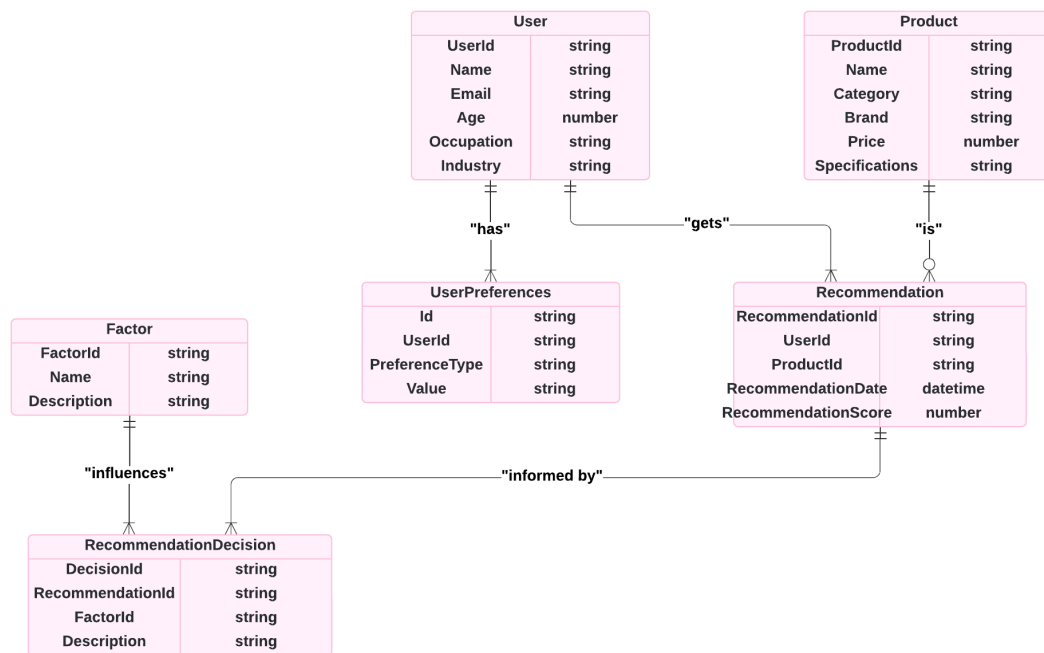 User
UserId string
Name string
Email string
Age number
Occupation string
Industry string
Product
ProductId string
Name string
Category string
Brand string
Price number
Specifications string
"has"
"gets"
"is"
UserPreferences
Id string
UserId string
PreferenceType string
Value string
Recommendation
RecommendationId string
UserId string
ProductId string
RecommendationDate datetime
RecommendationScore number
Factor
FactorId string
Name string
Description string
"influences"
"informed by"
RecommendationDecision
DecisionId string
RecommendationId string
FactorId string
Description string